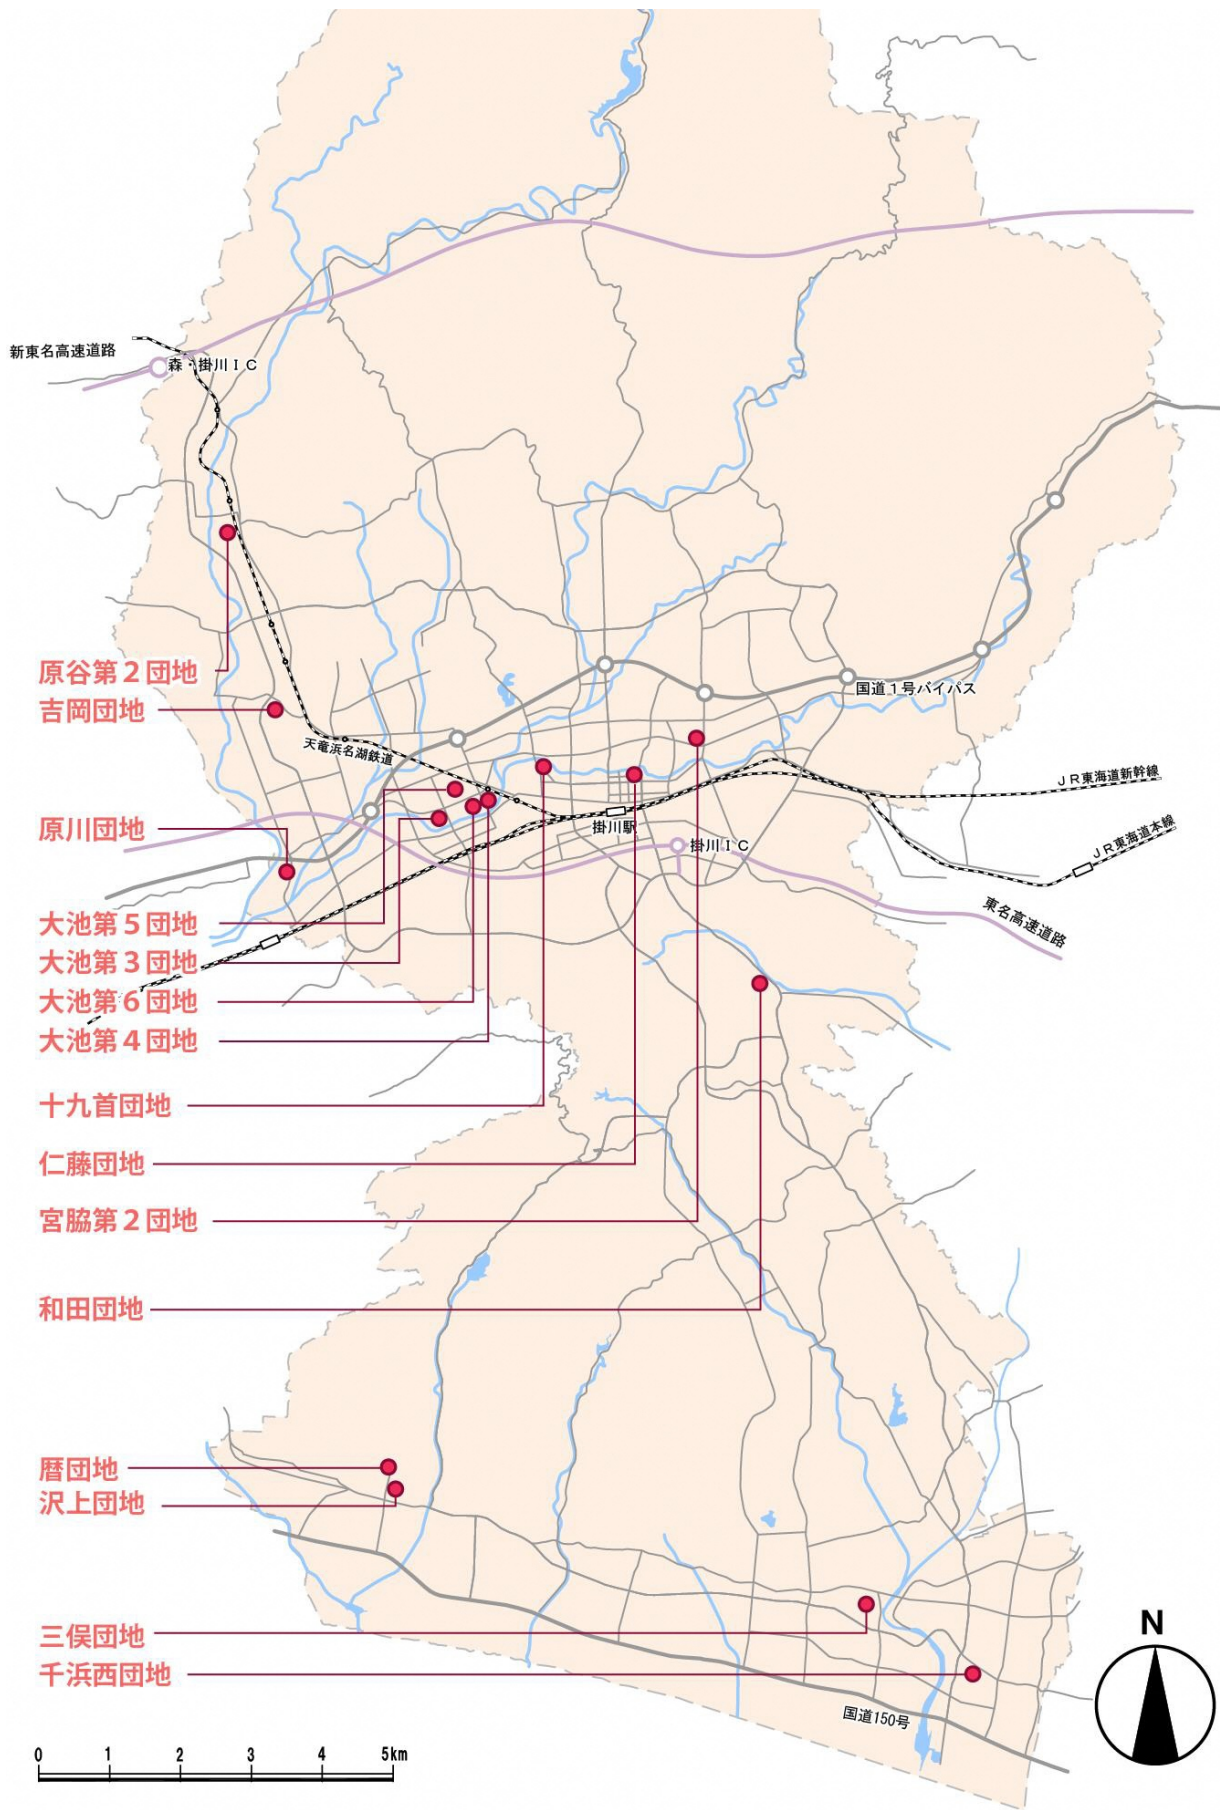 新東名高速道路
森・掛川ＩＣ
原谷第２団地
国道１号バイパス
吉岡団地
天竜浜名湖鉄道
ＪＲ東海道新幹線
原川団地
掛川駅
掛川ＩＣ
ＪＲ東海道本線
大池第５団地
東名高速道路
大池第３団地
大池第６団地
大池第４団地
十九首団地
仁藤団地
宮脇第２団地
和田団地
暦団地
沢上団地
三俣団地
N
千浜西団地
国道150号
0 1 2 3 4 5km